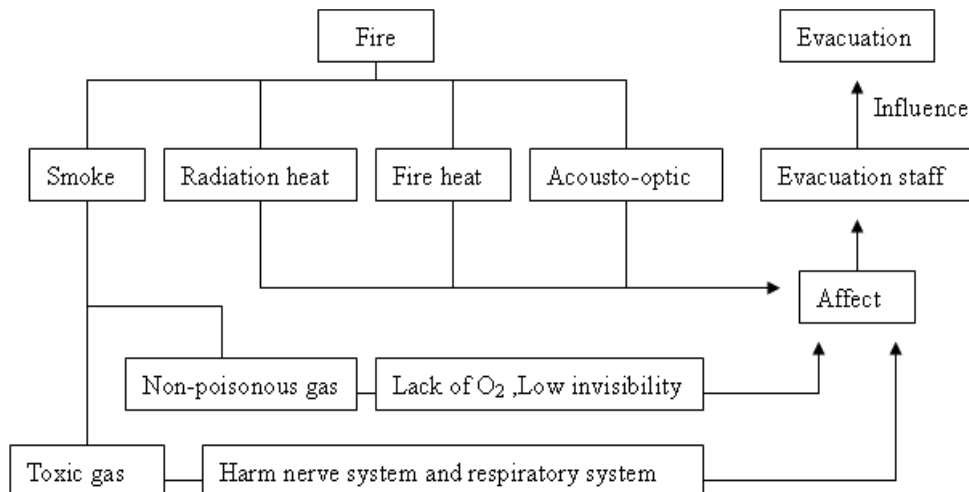 Fire
Evacuation
Influence
Smoke
Radiation heat
Fire heat
Acousto-optic
Evacuation staff
Affect
Non-poisonous gas
Lack of O₂ ,Low invisibility
Toxic gas
Harm nerve system and respiratory system